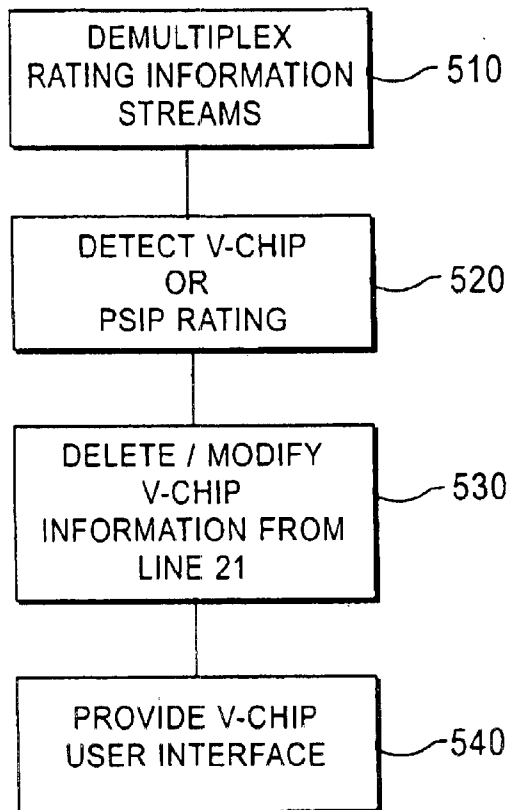 DEMULTIPLEX
RATING INFORMATION
STREAMS
510
DETECT V-CHIP
OR
PSIP RATING
520
DELETE / MODIFY
V-CHIP
INFORMATION FROM
LINE 21
530
PROVIDE V-CHIP
USER INTERFACE
540